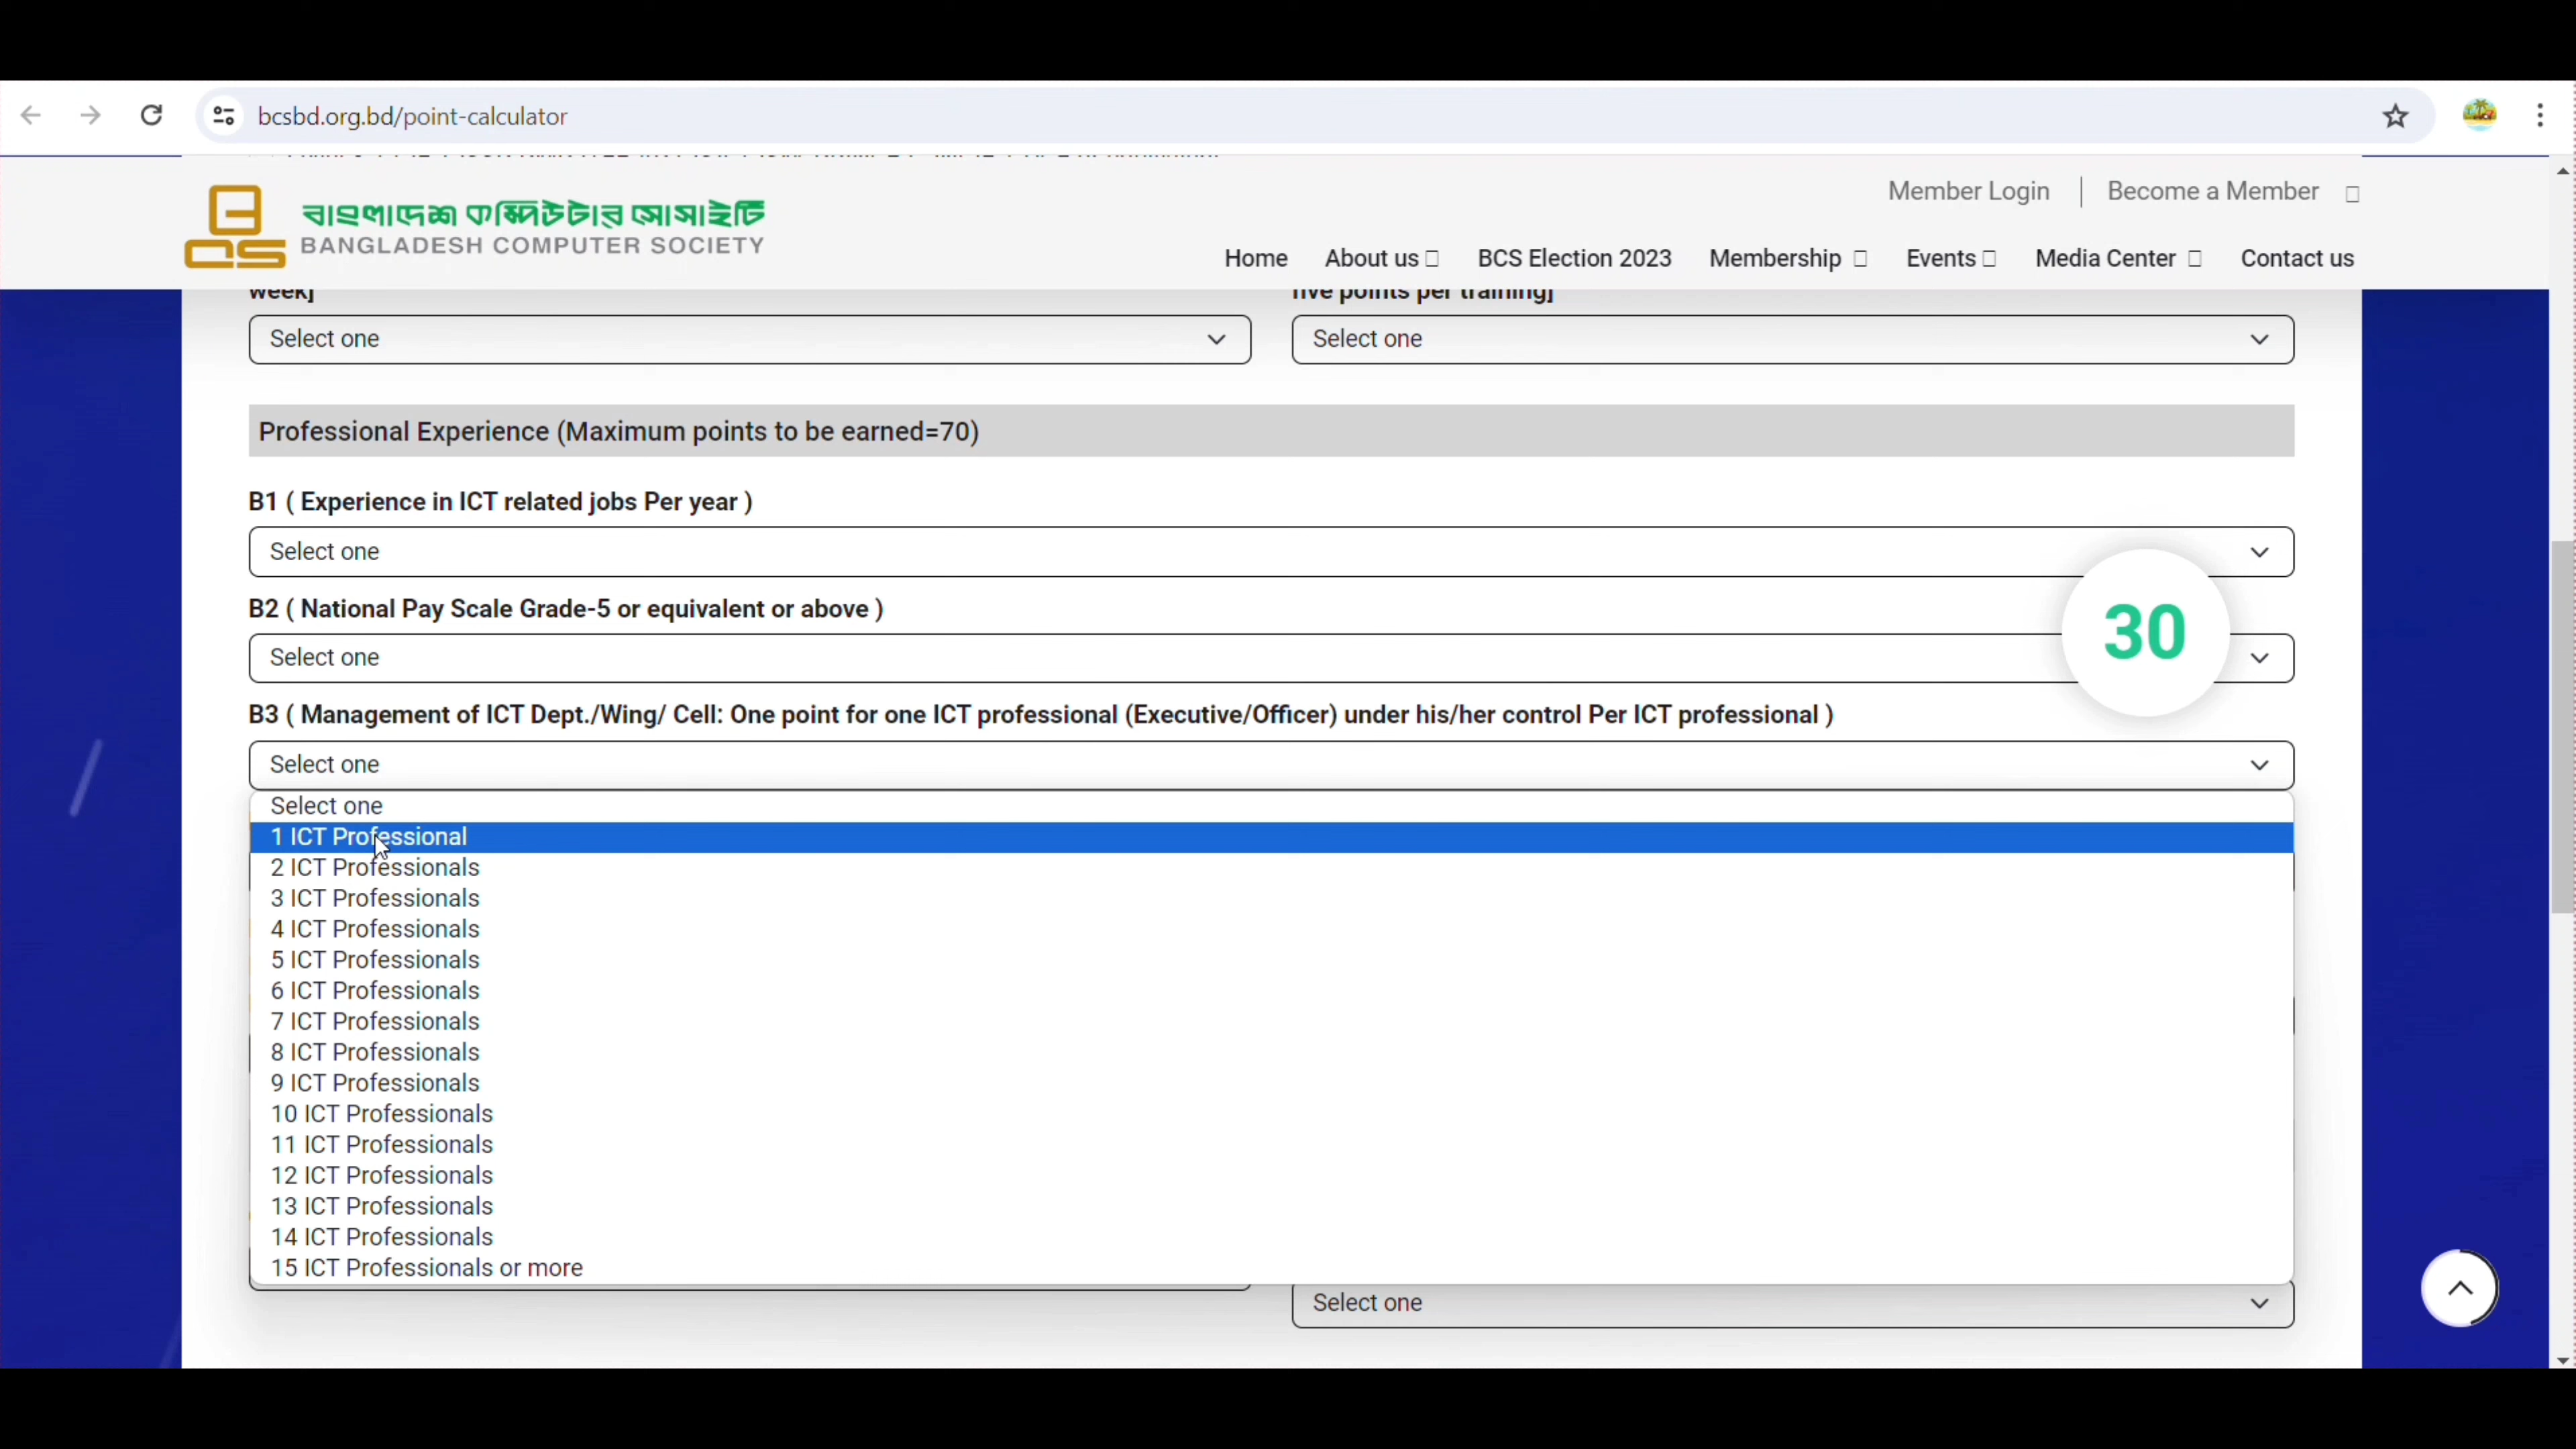 bcsbd.org.bd/point-calculator
Member Login
Become a Member
বাংলাদেশ কম্পিউটার সোসাইটি
BANGLADESH COMPUTER SOCIETY
Home
About us
BCS Election 2023
Membership
Events
Media Center
Contact us
week]
five points per training]
Select one
Select one
Professional Experience (Maximum points to be earned=70)
B1 ( Experience in ICT related jobs Per year )
Select one
B2 ( National Pay Scale Grade-5 or equivalent or above )
30
Select one
B3 ( Management of ICT Dept./Wing/ Cell: One point for one ICT professional (Executive/Officer) under his/her control Per ICT professional )
Select one
Select one
1 ICT Professional
2 ICT Professionals
3 ICT Professionals
4 ICT Professionals
5 ICT Professionals
6 ICT Professionals
7 ICT Professionals
8 ICT Professionals
9 ICT Professionals
10 ICT Professionals
11 ICT Professionals
12 ICT Professionals
13 ICT Professionals
14 ICT Professionals
15 ICT Professionals or more
Select one